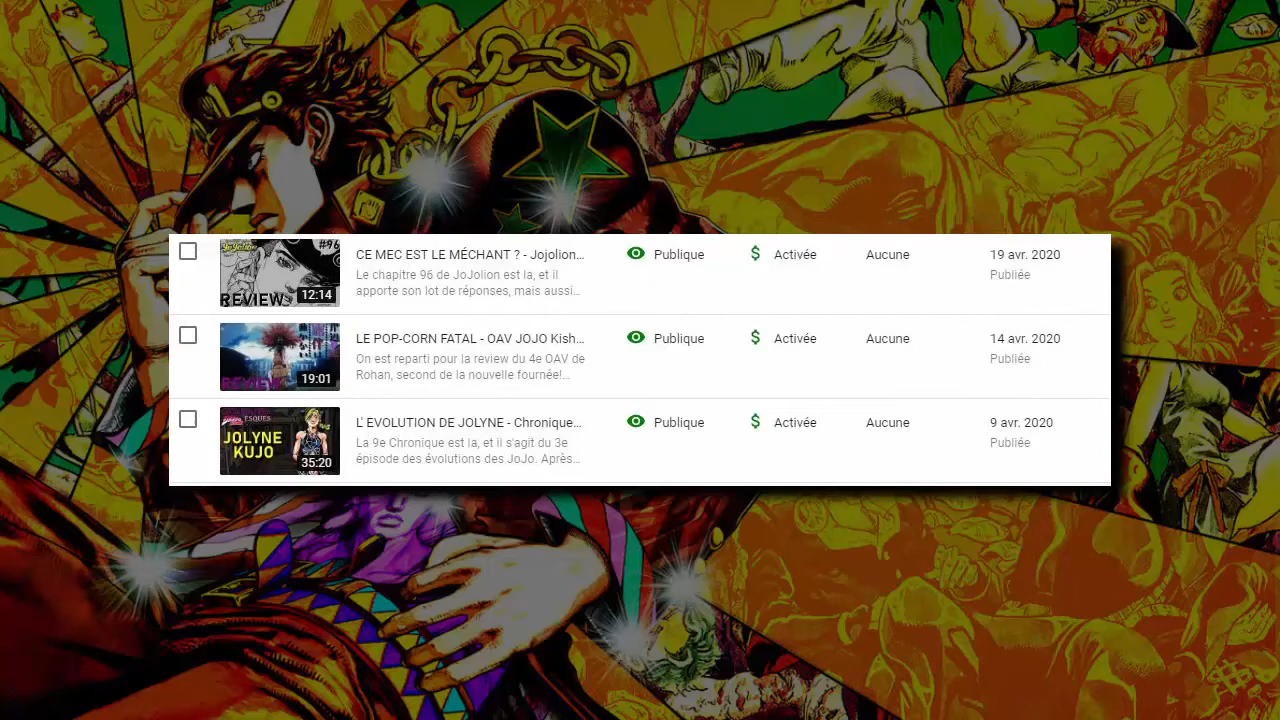 #96
REVIEW
12:14
CE MEC EST LE MÉCHANT ? - Jojolion...
Le chapitre 96 de JoJolion est la, et il
apporte son lot de réponses, mais aussi...
Publique
Activée
Aucune
19 avr. 2020
Publiée
REVIEW
19:01
LE POP-CORN FATAL - OAV JOJO Kish...
On est reparti pour la review du 4e OAV de
Rohan, second de la nouvelle fournée!...
Publique
Activée
Aucune
14 avr. 2020
Publiée
ESQUES
JOLYNE
KUJO
35:20
L' EVOLUTION DE JOLYNE - Chronique...
La 9e Chronique est la, et il s'agit du 3e
épisode des évolutions des JoJo. Après...
Publique
Activée
Aucune
9 avr. 2020
Publiée